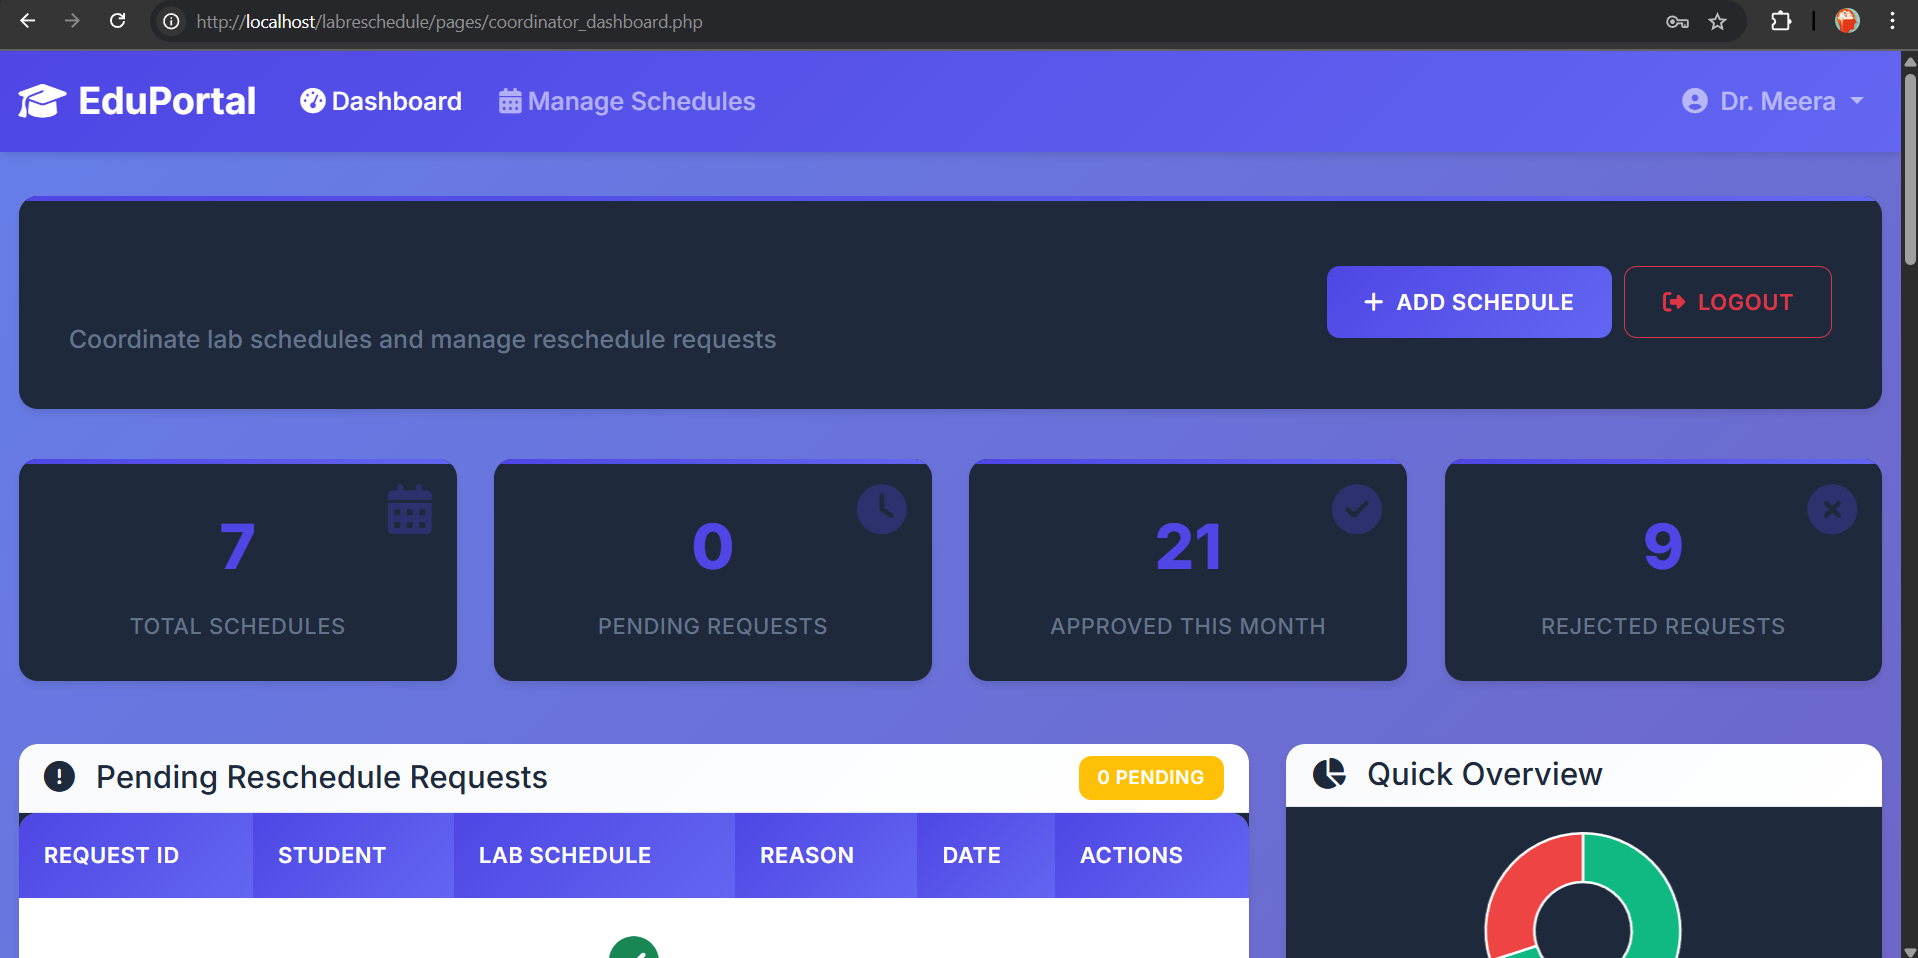 http://localhost/labreschedule/pages/coordinator_dashboard.php
EduPortal Dashboard Manage Schedules Dr. Meera
Coordinate lab schedules and manage reschedule requests
ADD SCHEDULE LOGOUT
7 0 21 9
TOTAL SCHEDULES PENDING REQUESTS APPROVED THIS MONTH REJECTED REQUESTS
Pending Reschedule Requests 0 PENDING Quick Overview
REQUEST ID STUDENT LAB SCHEDULE REASON DATE ACTIONS